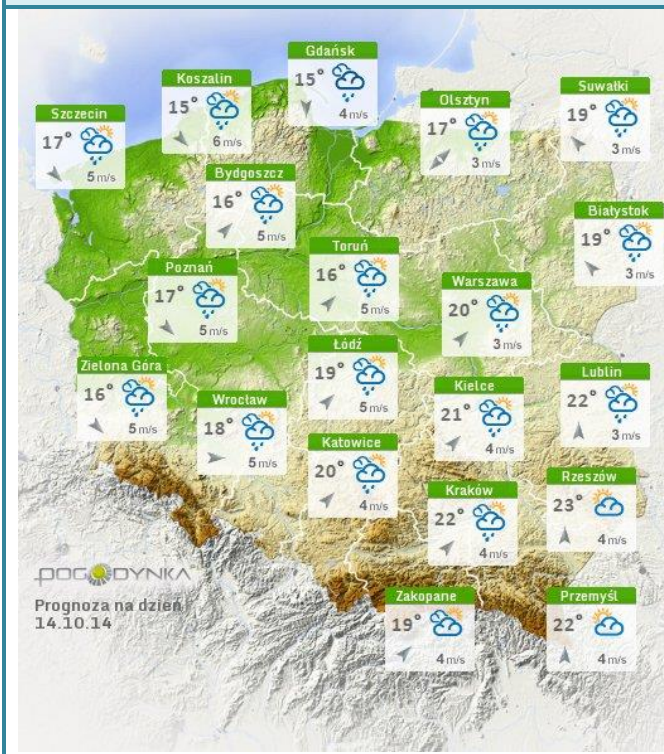 Gdańsk
15°
4 m/s
Koszalin
15°
6 m/s
Suwałki
19°
3 m/s
Olsztyn
17°
3 m/s
Szczecin
17°
5 m/s
Bydgoszcz
16°
5 m/s
Białystok
19°
3 m/s
Toruń
16°
5 m/s
Poznań
17°
5 m/s
Warszawa
20°
3 m/s
Łódź
19°
5 m/s
Zielona Góra
16°
5 m/s
Lublin
22°
3 m/s
Kielce
21°
4 m/s
Wrocław
18°
5 m/s
Katowice
20°
4 m/s
Rzeszów
23°
4 m/s
Kraków
22°
4 m/s
POGODYNKA
Prognoza na dzień
14.10.14
Zakopane
19°
4 m/s
Przemyśl
22°
4 m/s